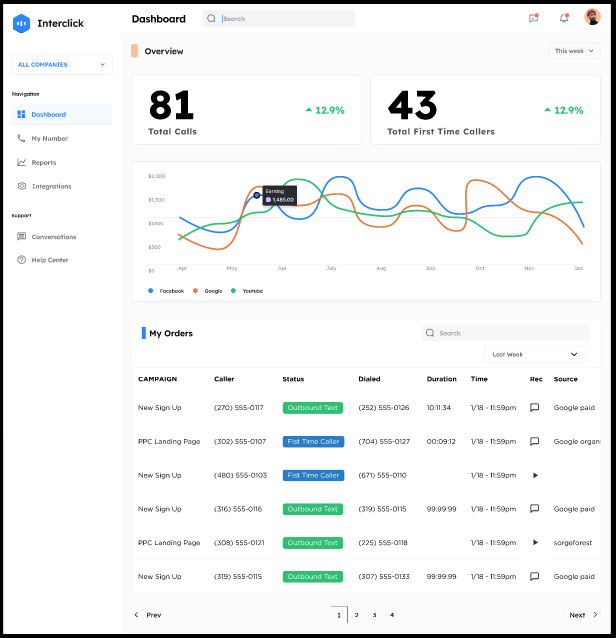 Interclick
Dashboard
Search
ALL COMPANIES
Navigation
Dashboard
My Number
Reports
Integrations
Support
Conversations
Help Center
Overview
This week
81
Total Calls
12.9%
43
Total First Time Callers
12.9%
$2,000
$1,500
$1000
$500
$0
Earning
1,485.00
Apr May Jun July Aug Sep Oct Nov Dec
Facebook Google Youtube
My Orders
Search
Last Week
CAMPAIGN Caller Status Dialed Duration Time Rec Source
New Sign Up (270) 555-0117 Outbound Text (252) 555-0126 10:11:34 1/18 - 11:59pm Google paid
PPC Landing Page (302) 555-0107 Fist Time Caller (704) 555-0127 00:09:12 1/18 - 11:59pm Google organi
New Sign Up (480) 555-0103 Fist Time Caller (671) 555-0110 1/18 - 11:59pm
New Sign Up (316) 555-0116 Outbound Text (319) 555-0115 99:99:99 1/18 - 11:59pm Google paid
PPC Landing Page (308) 555-0121 Outbound Text (225) 555-0118 1/18 - 11:59pm sorgeforest
New Sign Up (319) 555-0115 Outbound Text (307) 555-0133 99:99:99 1/18 - 11:59pm Google paid
Prev 1 2 3 4 Next